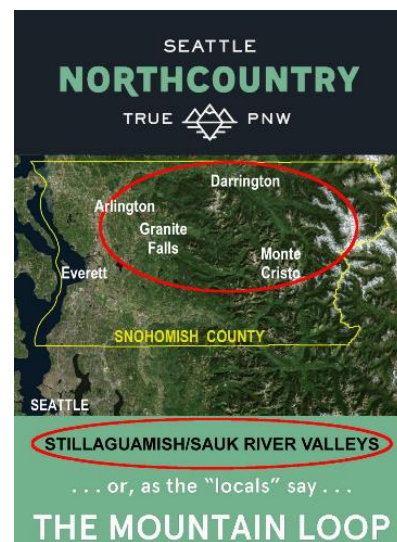 SEATTLE
NORTHCOUNTRY
TRUE PNW
Darrington
Arlington
Granite
Falls
Monte
Cristo
Everett
SNOHOMISH COUNTY
SEATTLE
STILLAGUAMISH/SAUK RIVER VALLEYS
... or, as the "locals" say ...
THE MOUNTAIN LOOP